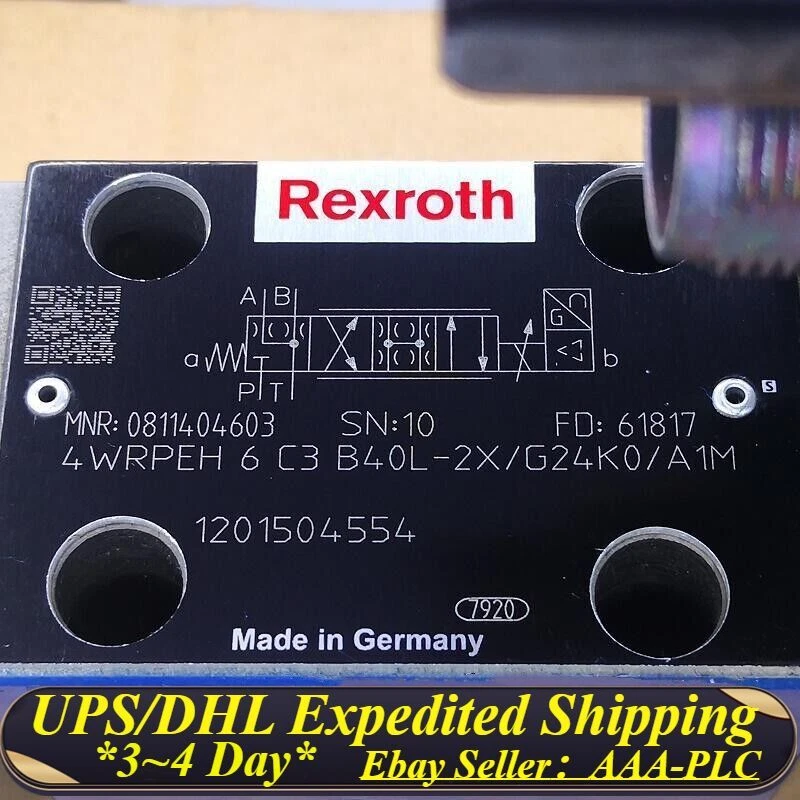 Rexroth
A B
G
a T b
P T
S
MNR: 0811404603 SN:10 FD: 61817
4WRPEH 6 C3 B40L-2X/G24K0/A1M
1201504554
7920
Made in Germany
UPS/DHL Expedited Shipping
*3~4 Day* Ebay Seller: AAA-PLC